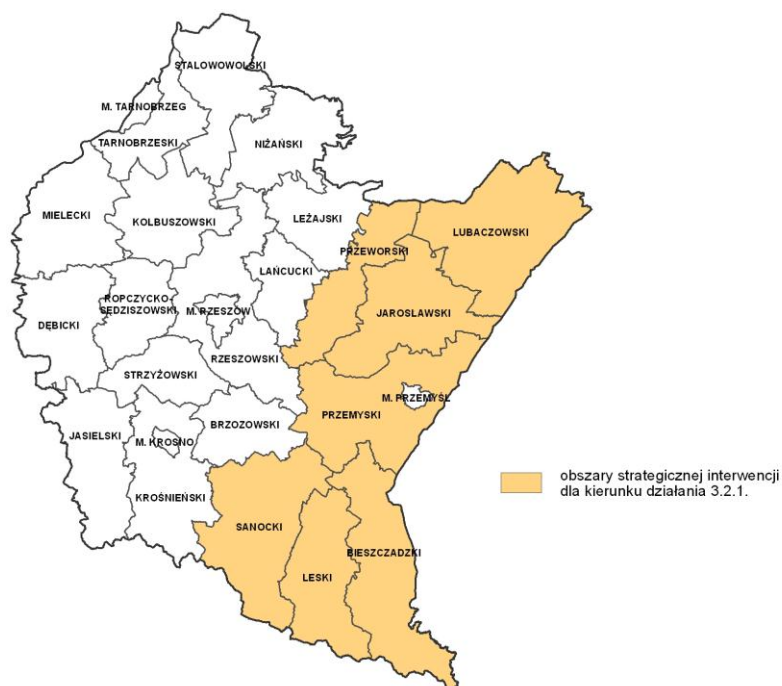 STALOWOWOLSKI
M. TARNOBRZEG
TARNOBRZESKI
NIŻAŃSKI
MIELECKI
KOLBUSZOWSKI
LEŻAJSKI
LUBACZOWSKI
PRZEWORSKI
ŁAŃCUCKI
ROPCZYCKO-
SĘDZISZOWSKI
M. RZESZÓW
JAROSŁAWSKI
DĘBICKI
RZESZOWSKI
STRZYŻOWSKI
M. PRZEMYŚL
PRZEMYSKI
BRZOZOWSKI
JASIELSKI
M. KROSNO
KROŚNIEŃSKI
SANOCKI
BIESZCZADZKI
LESKI
obszary strategicznej interwencji
dla kierunku działania 3.2.1.